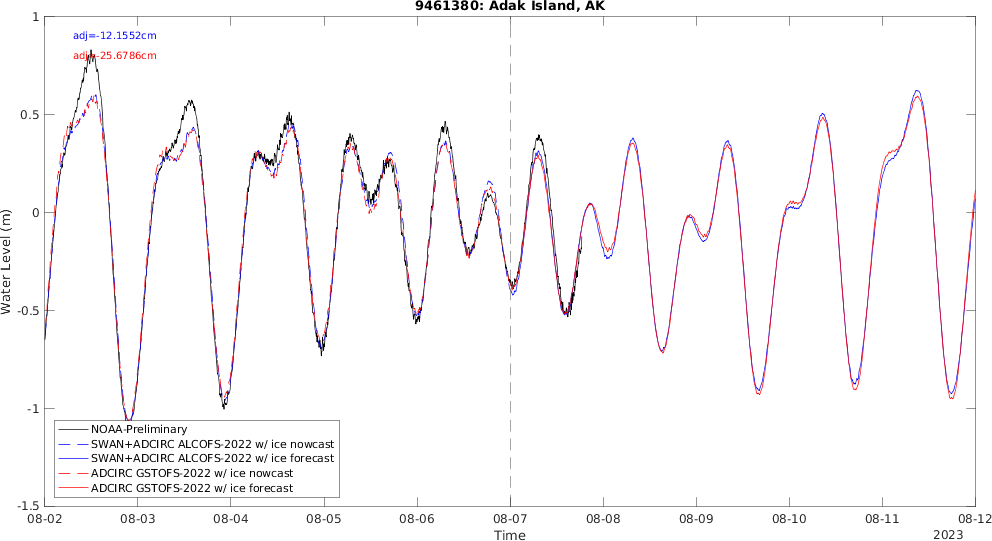 9461380: Adak Island, AK
adj=-12.1552cm
adj=-25.6786cm
1
0.5
0
-0.5
-1
-1.5
Water Level (m)
NOAA-Preliminary
SWAN+ADCIRC ALCOFS-2022 w/ ice nowcast
SWAN+ADCIRC ALCOFS-2022 w/ ice forecast
ADCIRC GSTOFS-2022 w/ ice nowcast
ADCIRC GSTOFS-2022 w/ ice forecast
08-02 08-03 08-04 08-05 08-06 08-07 08-08 08-09 08-10 08-11 08-12
Time
2023